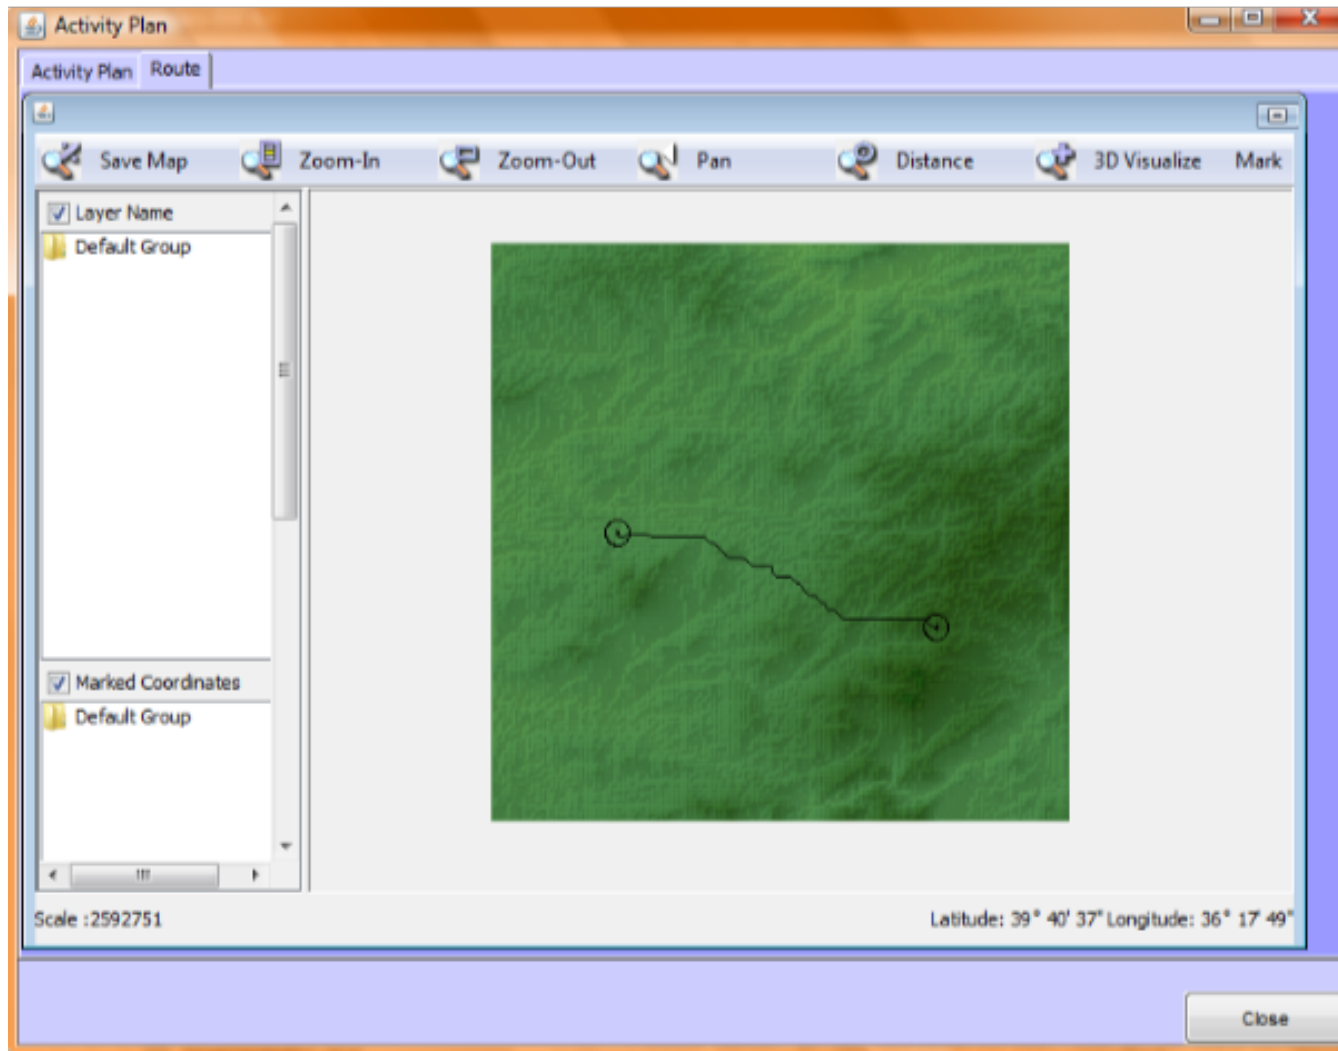 Activity Plan
Activity Plan Route
Save Map Zoom-In Zoom-Out Pan Distance 3D Visualize Mark
Layer Name
Default Group
Marked Coordinates
Default Group
Scale :2592751
Latitude: 39° 40' 37" Longitude: 36° 17' 49"
Close